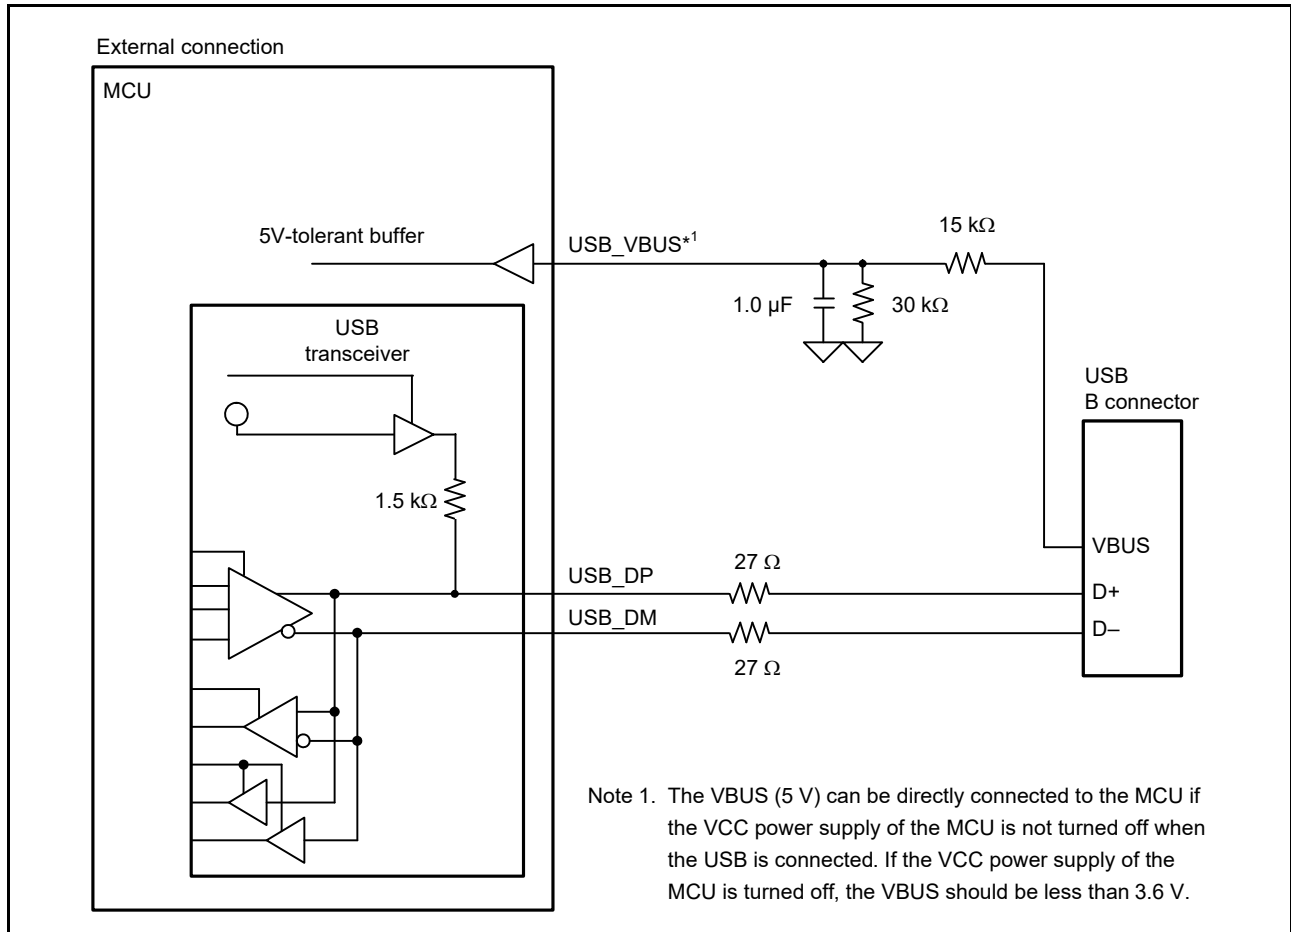 External connection
MCU
5V-tolerant buffer
USB_VBUS*1
15 kΩ
1.0 µF
30 kΩ
USB
transceiver
1.5 kΩ
USB
B connector
VBUS
USB_DP
27 Ω
D+
USB_DM
27 Ω
D–
Note 1. The VBUS (5 V) can be directly connected to the MCU if
the VCC power supply of the MCU is not turned off when
the USB is connected. If the VCC power supply of the
MCU is turned off, the VBUS should be less than 3.6 V.